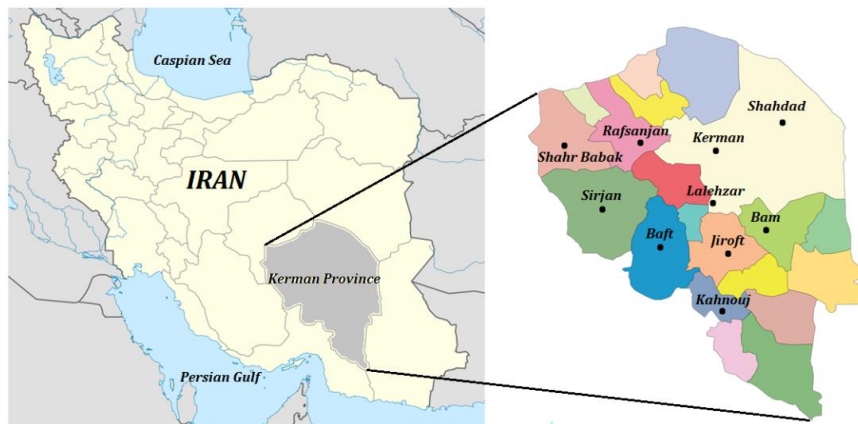 Caspian Sea
IRAN
Kerman Province
Persian Gulf
Shahdad
Rafsanjan
Kerman
Shahr Babak
Lalehzar
Sirjan
Bam
Baft
Jiroft
Kahnouj